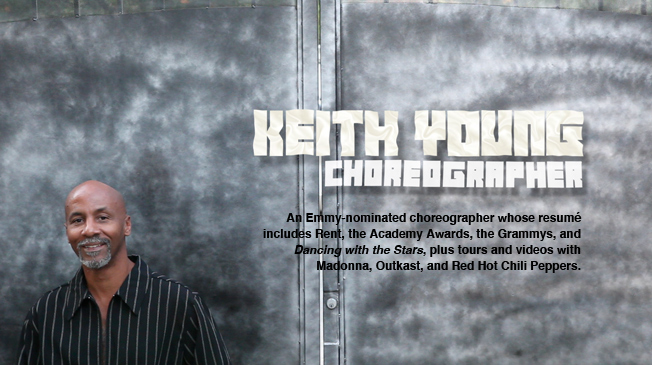 KEITH YOUNG
CHOREOGRAPHER
An Emmy-nominated choreographer whose resumé
includes Rent, the Academy Awards, the Grammys, and
Dancing with the Stars, plus tours and videos with
Madonna, Outkast, and Red Hot Chili Peppers.